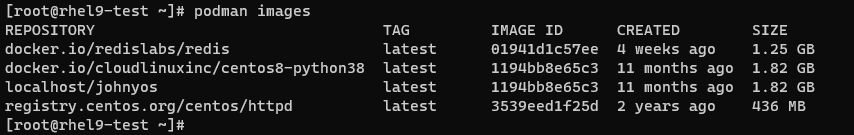 [root@rhel9-test ~]# podman images
REPOSITORY TAG IMAGE ID CREATED SIZE
docker.io/redislabs/redis latest 01941d1c57ee 4 weeks ago 1.25 GB
docker.io/cloudlinuxinc/centos8-python38 latest 1194bb8e65c3 11 months ago 1.82 GB
localhost/johnyos latest 1194bb8e65c3 11 months ago 1.82 GB
registry.centos.org/centos/httpd latest 3539eed1f25d 2 years ago 436 MB
[root@rhel9-test ~]#